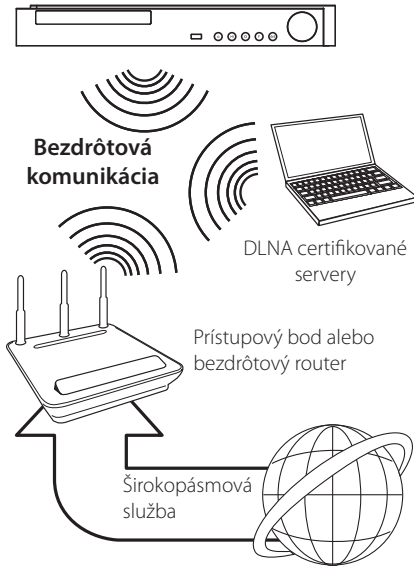 Bezdrôtová
komunikácia
DLNA certifikované
servery
Prístupový bod alebo
bezdrôtový router
Širokopásmová
služba